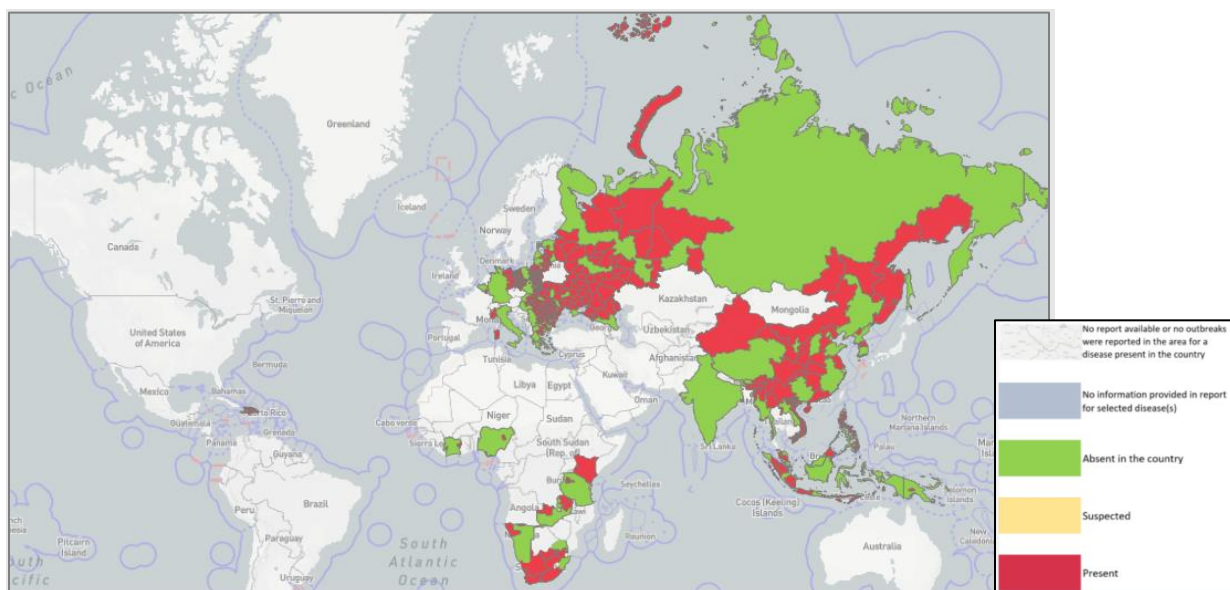 Greenland
c Ocean
Iceland
Sweden
Norway
Canada
Denmark
Ireland
St. Pierre and
Miquelon
Kazakhstan
Mongolia
United States
of America
Portugal
Georgia
Uzbekistan
Tunisia
Cyprus
Afghanistan
Bermuda
Kuwait
Libya
Egypt
Oman
Mexico
Bahamas
Puerto Rico
Guatemala
Grenada
Panama
Cabo verde
Niger
Sudan
Guyana
Sierra Le
South Sudan
(Rep. of
Northern
Mariana Islands
Palau
Sri Lanka
Peru
Brazil
Angola
Seychelles
Cocos (Keeling)
Islands
Solomon
Islands
Pitcairn
Island
Paraguay
Uruguay
Reunion
Australia
New
Caledonia
South
Atlantic
Ocean
outh
cific
No report available or no outbreaks
were reported in the area for a
disease present in the country
No information provided in report
for selected disease(s)
Absent in the country
Suspected
Present